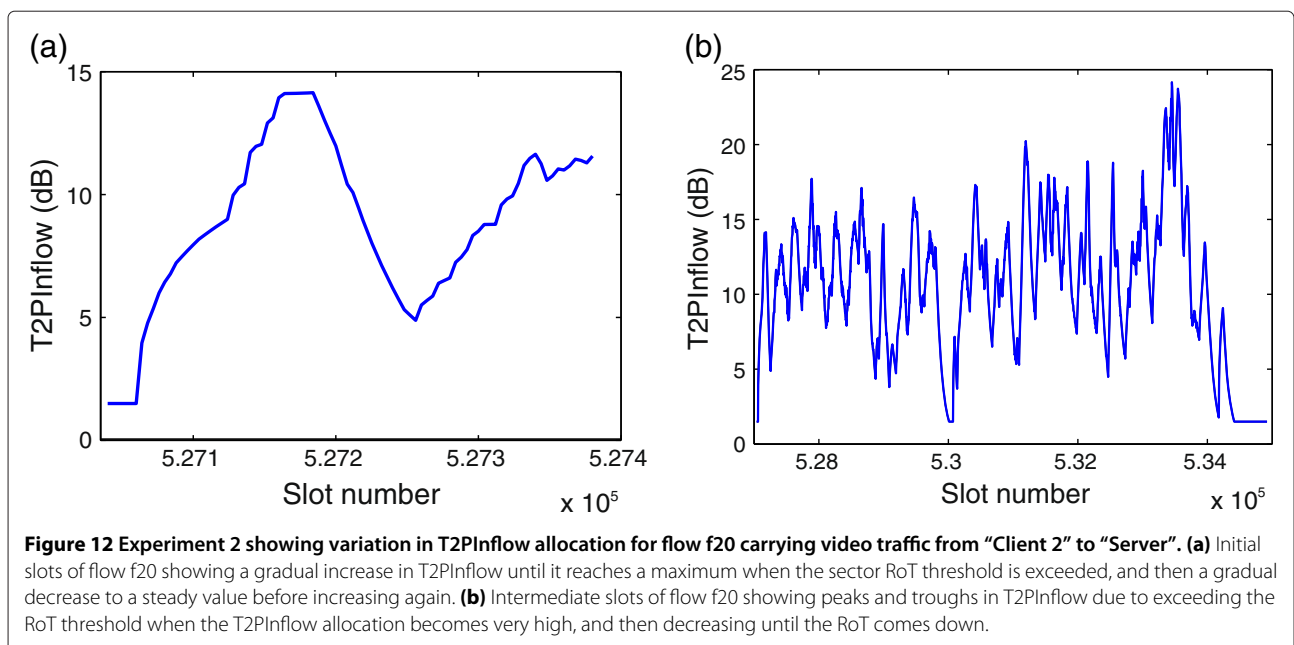 (a)
15
10
5
0
T2PInflow (dB)
5.271 5.272 5.273 5.274
Slot number
x 10⁵
(b)
25
20
15
10
5
0
T2PInflow (dB)
5.28 5.3 5.32 5.34
Slot number
x 10⁵
Figure 12 Experiment 2 showing variation in T2PInflow allocation for flow f20 carrying video traffic from “Client 2” to “Server”. (a) Initial
slots of flow f20 showing a gradual increase in T2PInflow until it reaches a maximum when the sector RoT threshold is exceeded, and then a gradual
decrease to a steady value before increasing again. (b) Intermediate slots of flow f20 showing peaks and troughs in T2PInflow due to exceeding the
RoT threshold when the T2PInflow allocation becomes very high, and then decreasing until the RoT comes down.